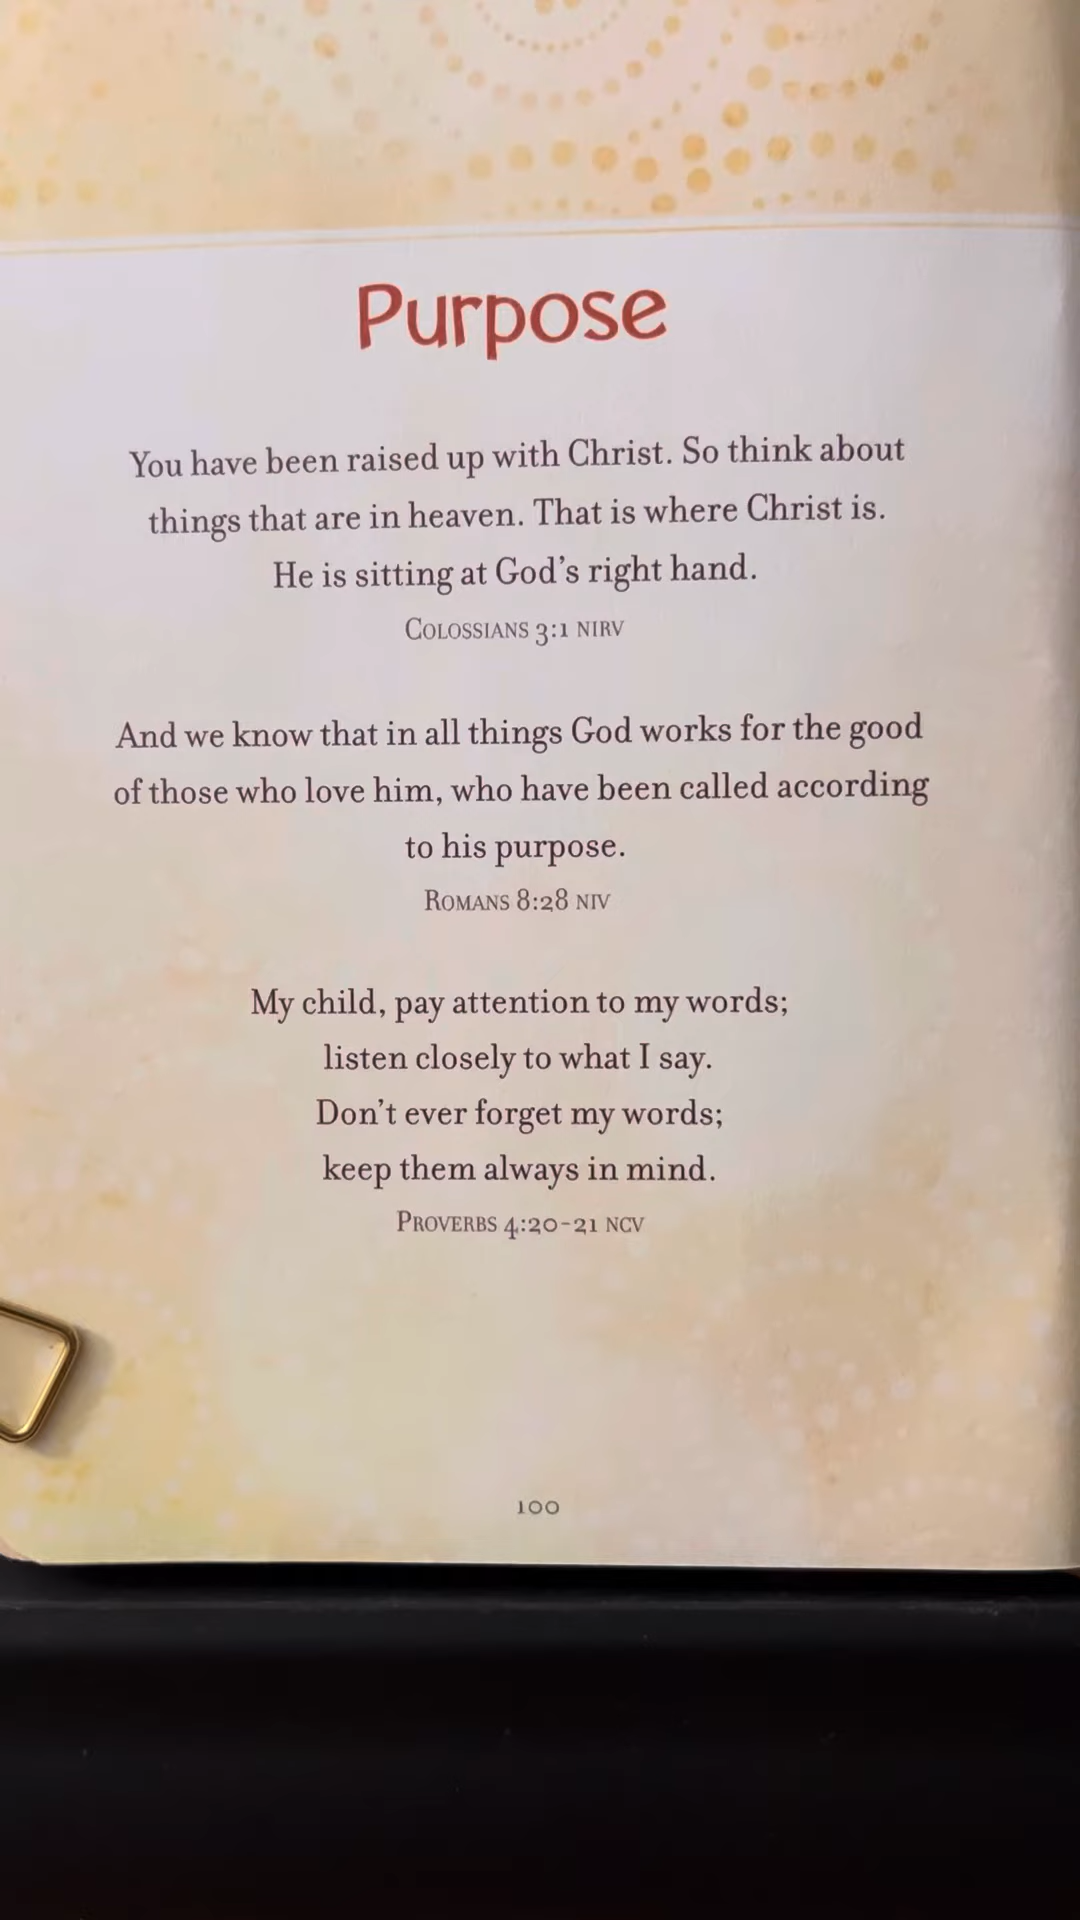 Purpose
You have been raised up with Christ. So think about
things that are in heaven. That is where Christ is.
He is sitting at God’s right hand.
Colossians 3:1 NIRV
And we know that in all things God works for the good
of those who love him, who have been called according
to his purpose.
Romans 8:28 NIV
My child, pay attention to my words;
listen closely to what I say.
Don’t ever forget my words;
keep them always in mind.
Proverbs 4:20-21 NCV
100